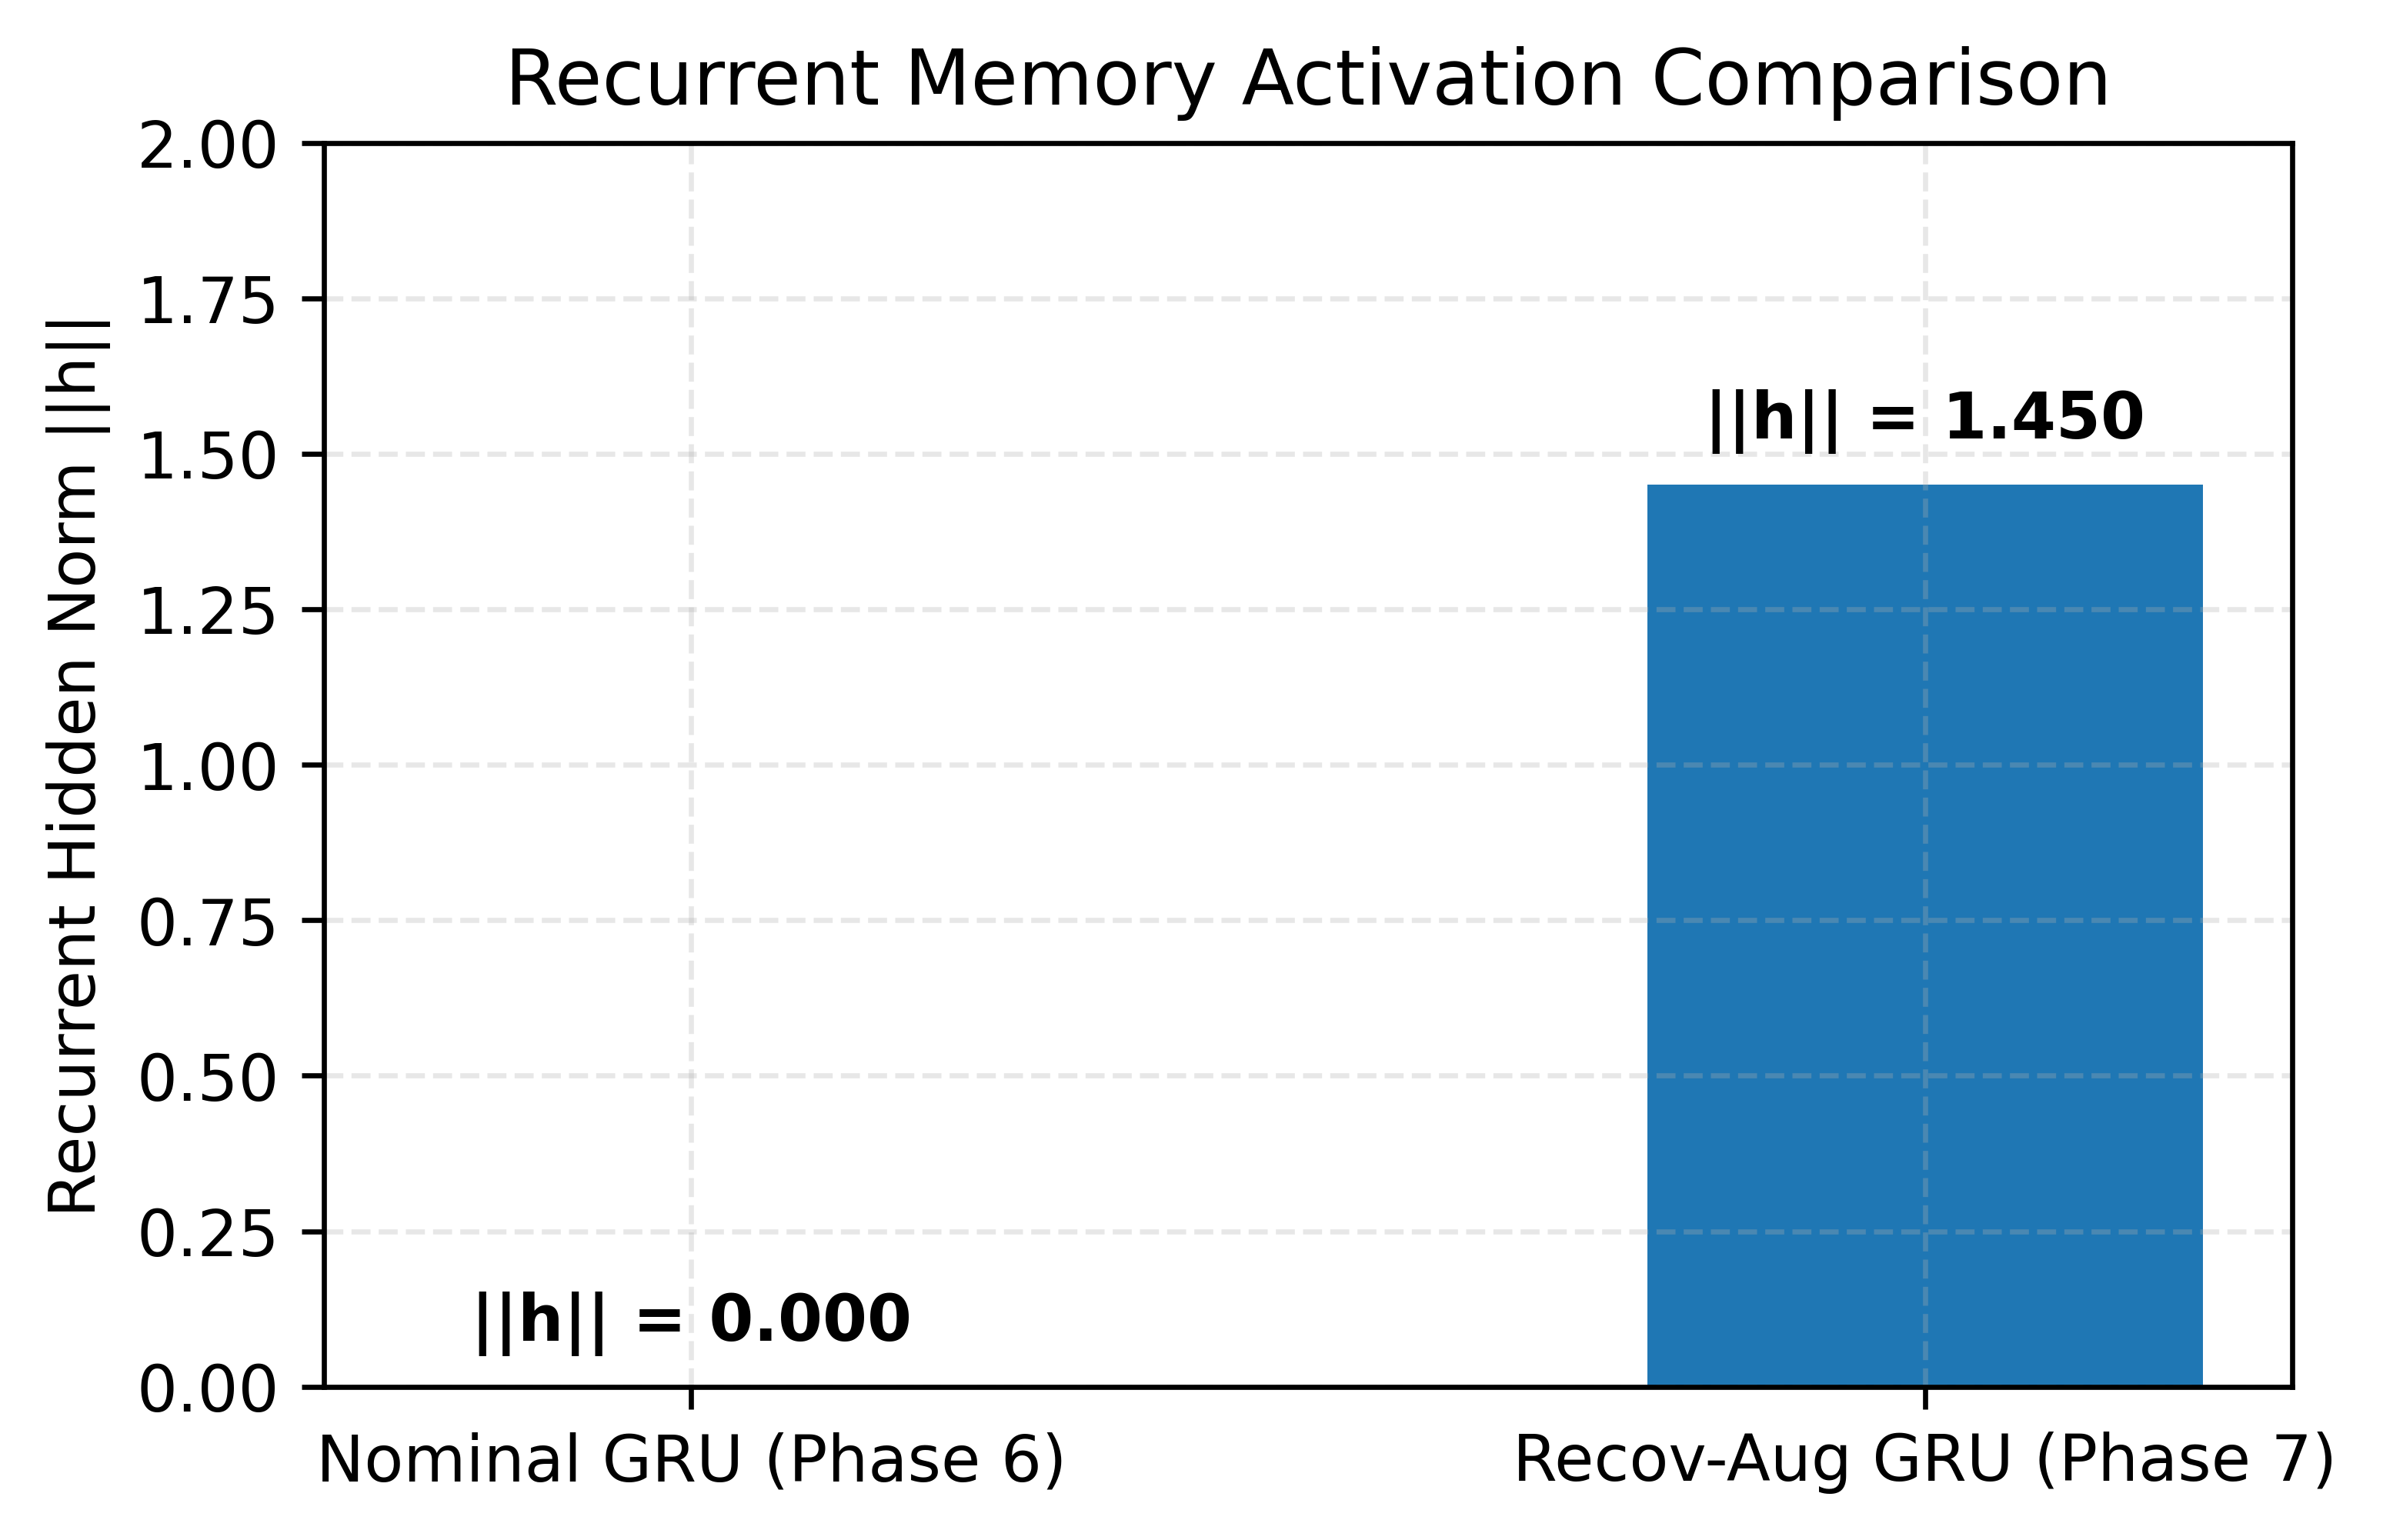 Recurrent Memory Activation Comparison
Recurrent Hidden Norm ||h||
2.00
1.75
1.50
1.25
1.00
0.75
0.50
0.25
0.00
||h|| = 1.450
||h|| = 0.000
Nominal GRU (Phase 6)
Recov-Aug GRU (Phase 7)